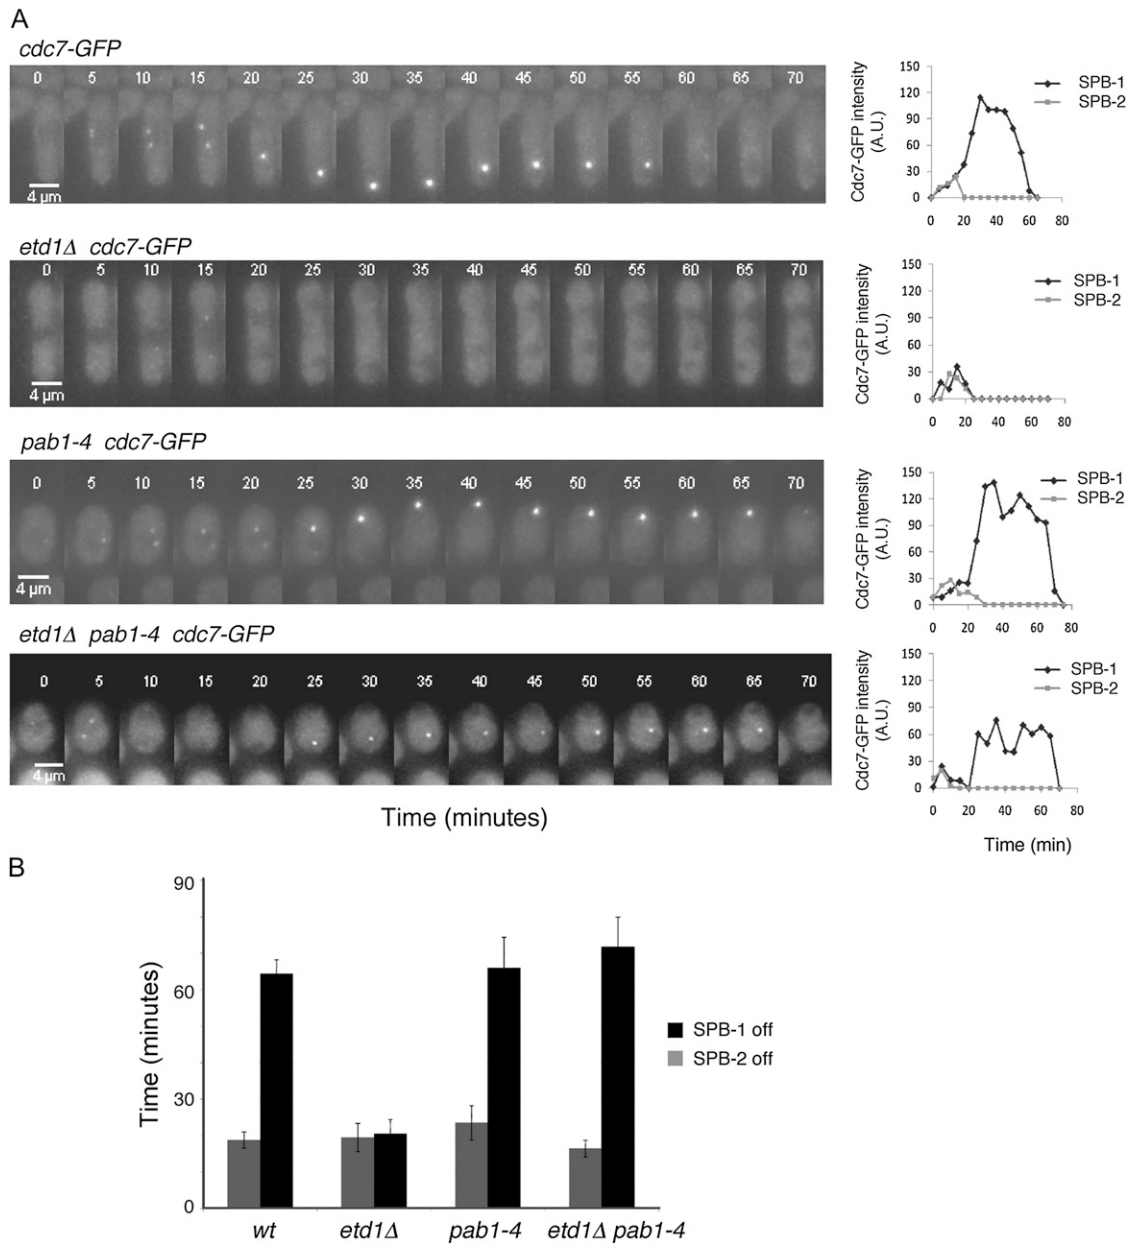 A
cdc7-GFP
0 5 10 15 20 25 30 35 40 45 50 55 60 65 70
4 µm
150
120
90
60
30
0
0 20 40 60 80
Cdc7-GFP intensity
(A.U.)
SPB-1
SPB-2
etd1Δ cdc7-GFP
0 5 10 15 20 25 30 35 40 45 50 55 60 65 70
4 µm
150
120
90
60
30
0
0 20 40 60 80
Cdc7-GFP intensity
(A.U.)
SPB-1
SPB-2
pab1-4 cdc7-GFP
0 5 10 15 20 25 30 35 40 45 50 55 60 65 70
4 µm
150
120
90
60
30
0
0 20 40 60 80
Cdc7-GFP intensity
(A.U.)
SPB-1
SPB-2
etd1Δ pab1-4 cdc7-GFP
0 5 10 15 20 25 30 35 40 45 50 55 60 65 70
4 µm
150
120
90
60
30
0
0 20 40 60 80
Cdc7-GFP intensity
(A.U.)
SPB-1
SPB-2
Time (minutes)
Time (min)
B
90
60
30
0
Time (minutes)
SPB-1 off
SPB-2 off
wt etd1Δ pab1-4 etd1Δ pab1-4